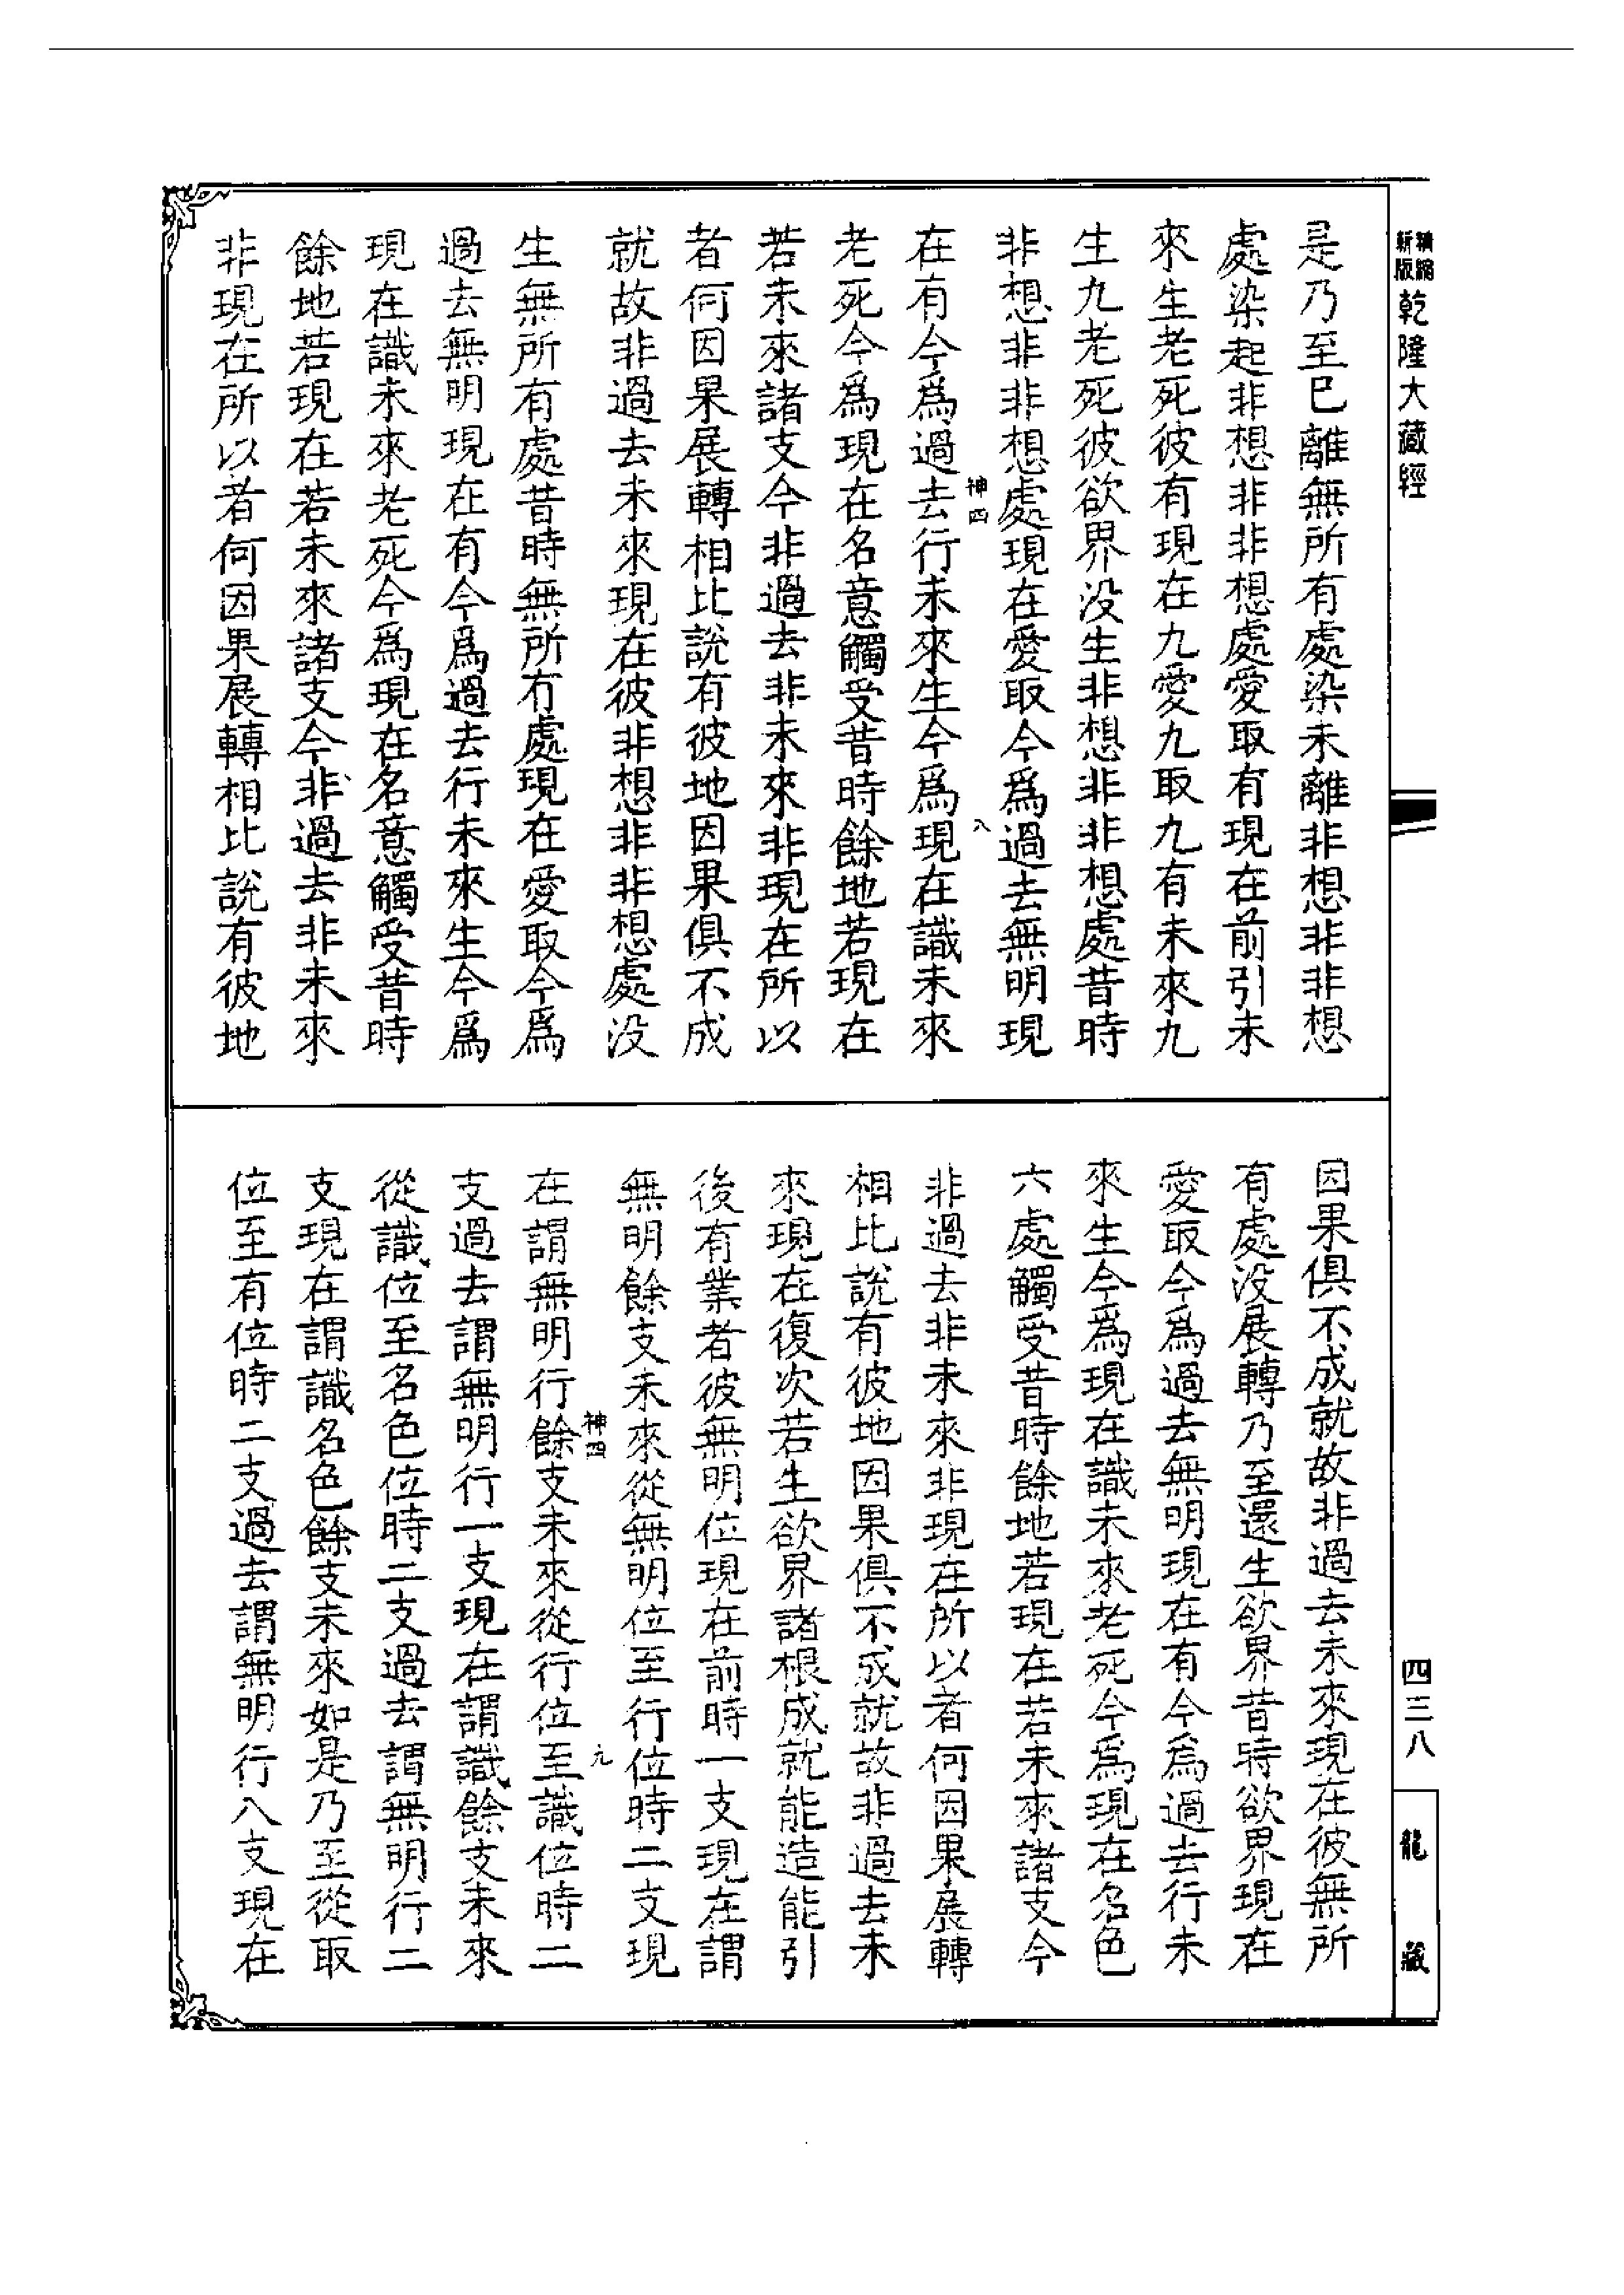 精縮
新版
乾隆大藏經
四三八
龍藏
是乃至已離無所有處染未離非想非非想
處染起非想非非想處愛取有現在前引未
來生老死彼有現在九愛九取九有未來九
生九老死彼欲界没生非想非非想處昔時
非想非非想處現在愛取今爲過去無明現
神四
八
在有今爲過去行未來生今爲現在識未來
老死今爲現在名意觸受昔時餘地若現在
若未來諸支今非過去非未來非現在所以
者何因果展轉相比說有彼地因果俱不成
就故非過去未來現在彼非想非非想處没
生無所有處昔時無所有處現在愛取今爲
過去無明現在有今爲過去行未來生今爲
現在識未來老死今爲現在名意觸受昔時
餘地若現在若未來諸支今非過去非未來
非現在所以者何因果展轉相比說有彼地
因果俱不成就故非過去未來現在彼無所
有處没展轉乃至還生欲界昔時欲界現在
愛取今爲過去無明現在有今爲過去行未
來生今爲現在識未來老死今爲現在名色
六處觸受昔時餘地若現在若未來諸支今
非過去非未來非現在所以者何因果展轉
相比說有彼地因果俱不成就故非過去未
來現在復次若生欲界諸根成就能造能引
後有業者彼無明位現在前時一支現在謂
無明餘支未來從無明位至行位時二支現
神四
九
在謂無明行餘支未來從行位至識位時二
支過去謂無明行一支現在謂識餘支未來
從識位至名色位時二支過去謂無明行二
支現在謂識名色餘支未來如是乃至從取
位至有位時二支過去謂無明行八支現在